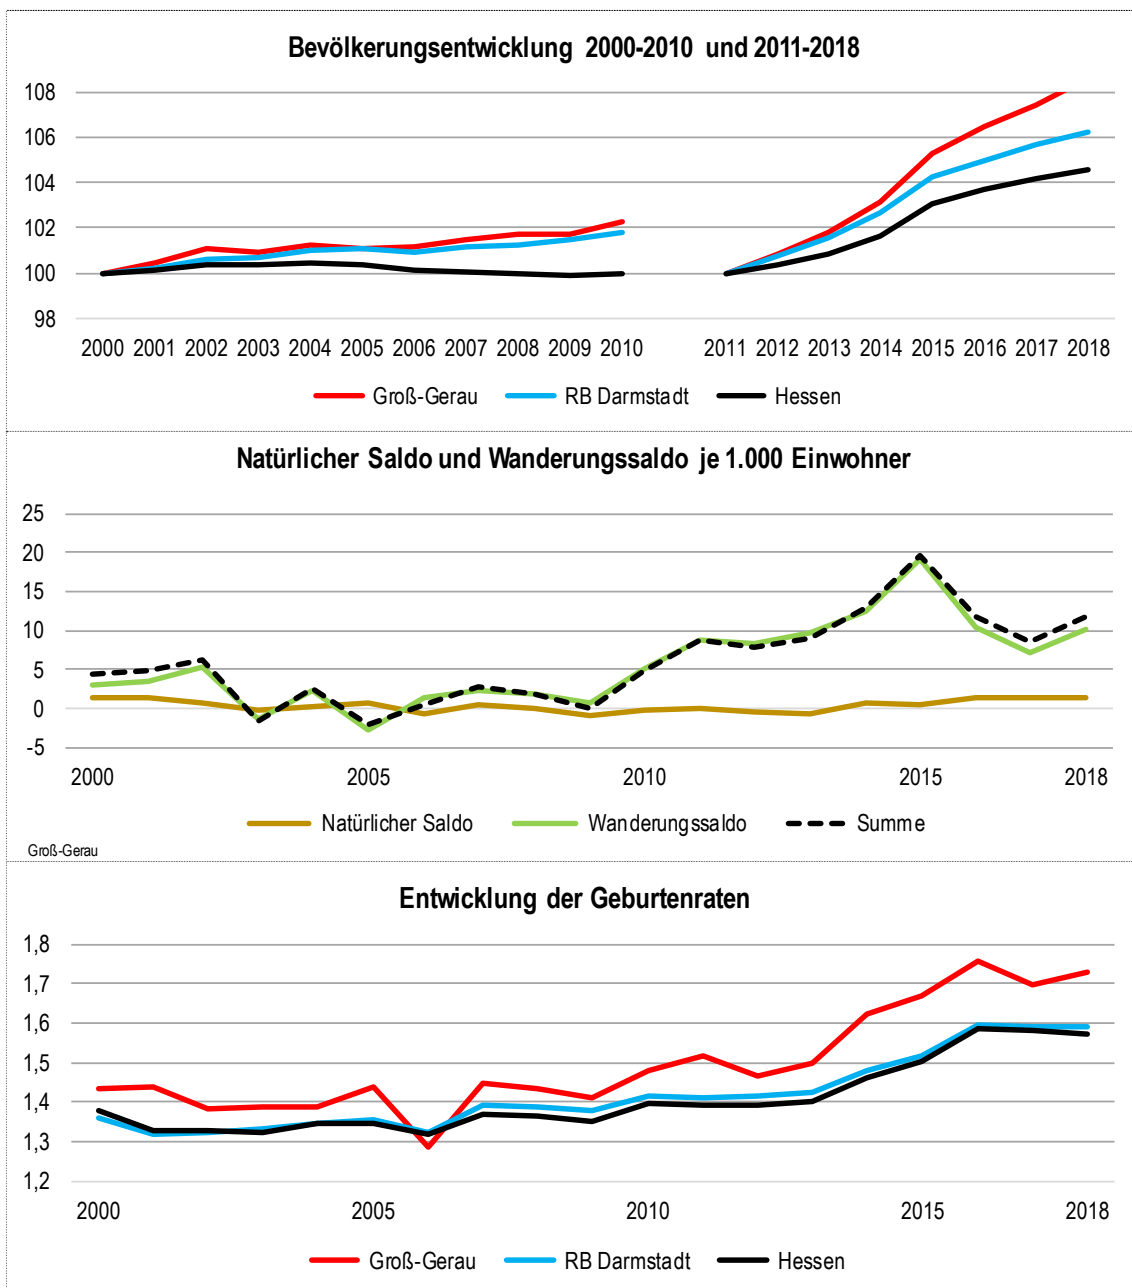 Bevölkerungsentwicklung 2000-2010 und 2011-2018
108
106
104
102
100
98
2000 2001 2002 2003 2004 2005 2006 2007 2008 2009 2010 2011 2012 2013 2014 2015 2016 2017 2018
Groß-Gerau RB Darmstadt Hessen
Natürlicher Saldo und Wanderungssaldo je 1.000 Einwohner
25
20
15
10
5
0
-5
2000 2005 2010 2015 2018
Natürlicher Saldo Wanderungssaldo Summe
Groß-Gerau
Entwicklung der Geburtenraten
1,8
1,7
1,6
1,5
1,4
1,3
1,2
2000 2005 2010 2015 2018
Groß-Gerau RB Darmstadt Hessen